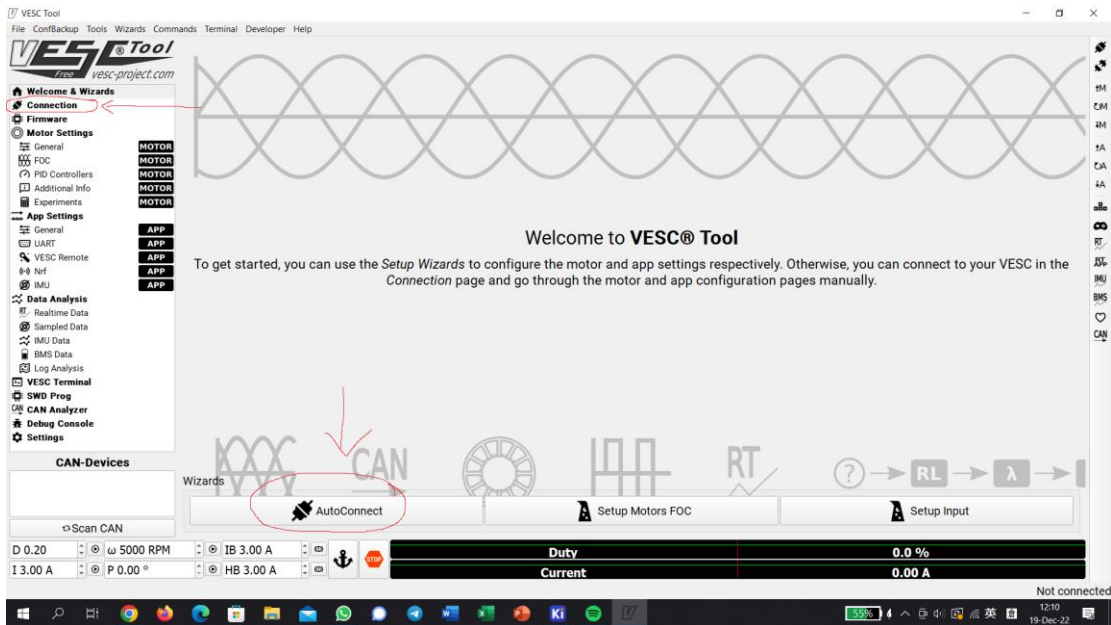 VESC Tool
File ConfBackup Tools Wizards Commands Terminal Developer Help
VESC® Tool
Free vesc-project.com
Welcome & Wizards
Connection
Firmware
Motor Settings
General MOTOR
FOC MOTOR
PID Controllers MOTOR
Additional Info MOTOR
Experiments MOTOR
App Settings
General APP
UART APP
VESC Remote APP
Nrf APP
IMU APP
Data Analysis
RT Realtime Data
Sampled Data
IMU Data
BMS Data
Log Analysis
VESC Terminal
SWD Prog
CAN CAN Analyzer
Debug Console
Settings
CAN-Devices
Scan CAN
Welcome to VESC® Tool
To get started, you can use the Setup Wizards to configure the motor and app settings respectively. Otherwise, you can connect to your VESC in the
Connection page and go through the motor and app configuration pages manually.
CAN RT ? RL λ
Wizards
AutoConnect Setup Motors FOC Setup Input
D 0.20 ω 5000 RPM IB 3.00 A STOP Duty 0.0 %
I 3.00 A P 0.00 ° HB 3.00 A Current 0.00 A
M
M
M
A
A
A
RT
RT APP
IMU
BMS
CAN
Not connected
Ki 55% 英 12:10
19-Dec-22